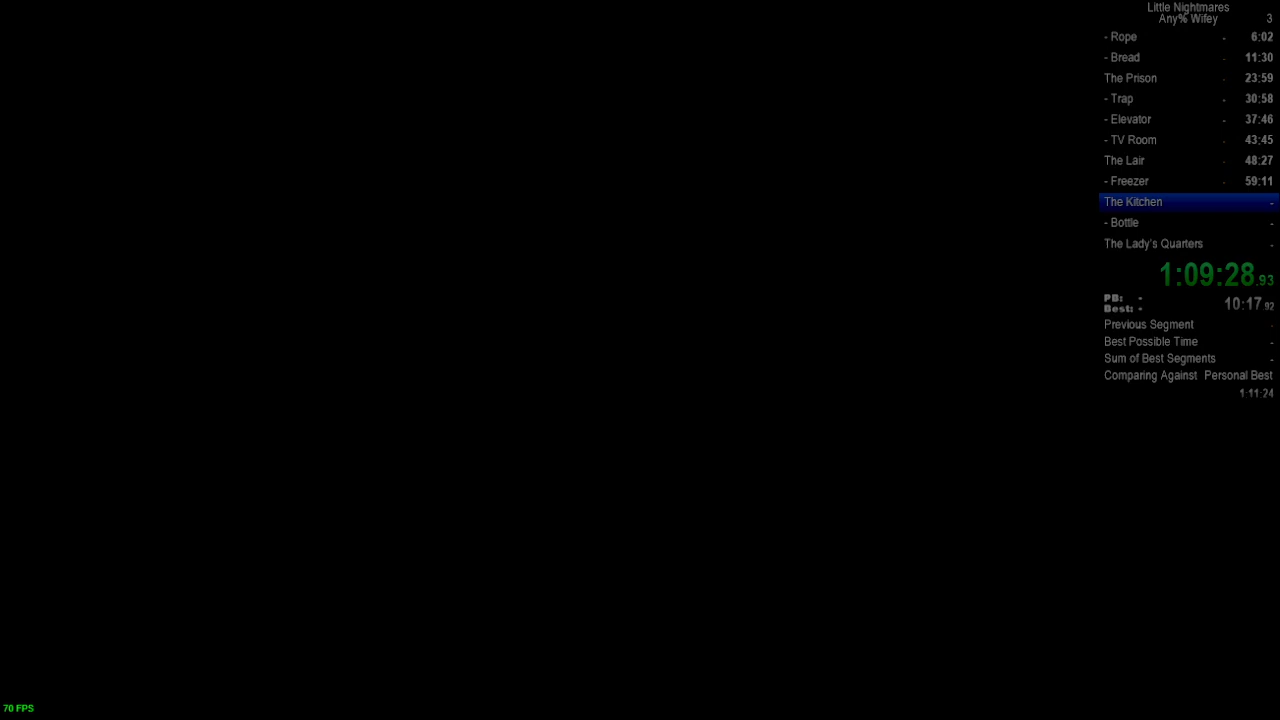 Little Nightmares
Any% Wifey 3
- Rope - 6:02
- Bread - 11:30
The Prison - 23:59
- Trap - 30:58
- Elevator - 37:46
- TV Room - 43:45
The Lair - 48:27
- Freezer - 59:11
The Kitchen -
- Bottle -
The Lady's Quarters -
1:09:28.93
PB: - 10:17.92
Best: -
Previous Segment -
Best Possible Time -
Sum of Best Segments -
Comparing Against Personal Best
1:11:24
70 FPS